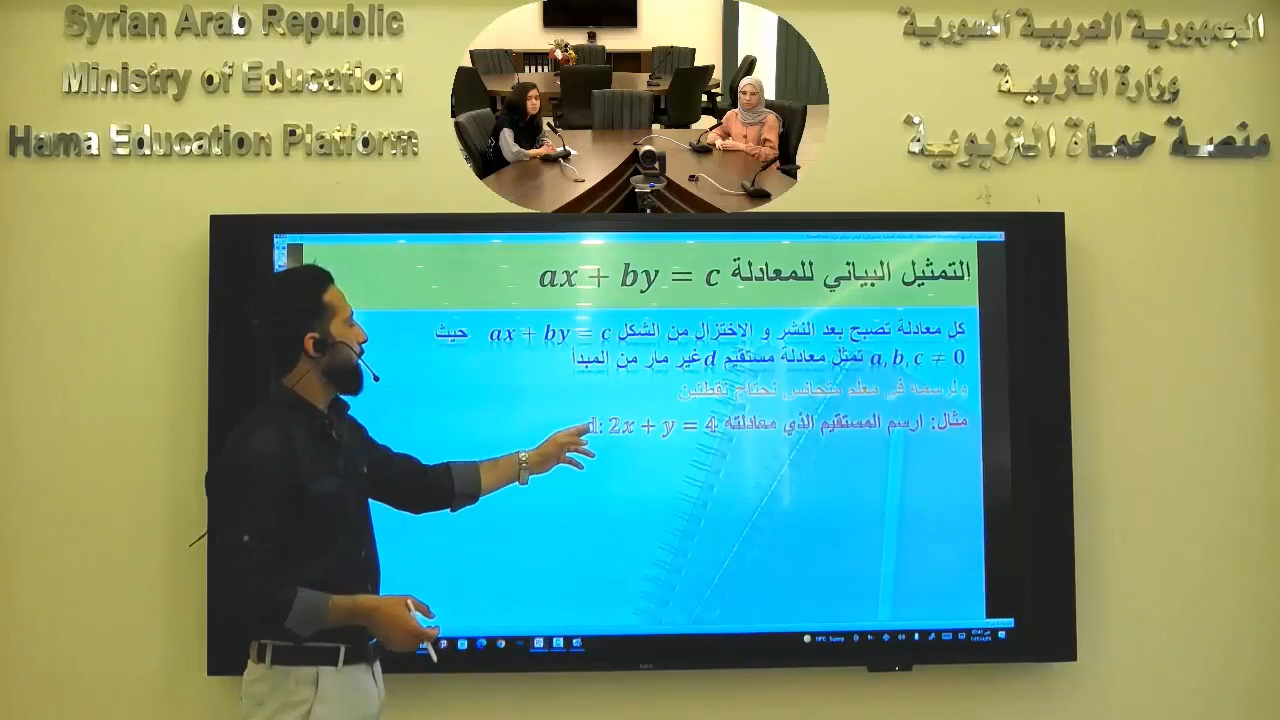 Syrian Arab Republic
Ministry of Education
Hama Education Platform
الجمهورية العربية السورية
وزارة التربية
منصة حماة التربوية
التمثيل البياني للمعادلة ax + by = c
كل معادلة تصبح بعد النشر و الاختزال من الشكل ax + by = c حيث
a, b, c ≠ 0 تمثل معادلة مستقيم d غير مار من المبدأ
ولرسمه في معلم متجانس نحتاج نقطتين
مثال: ارسم المستقيم الذي معادلته d: 2x + y = 4
19°C Sunny